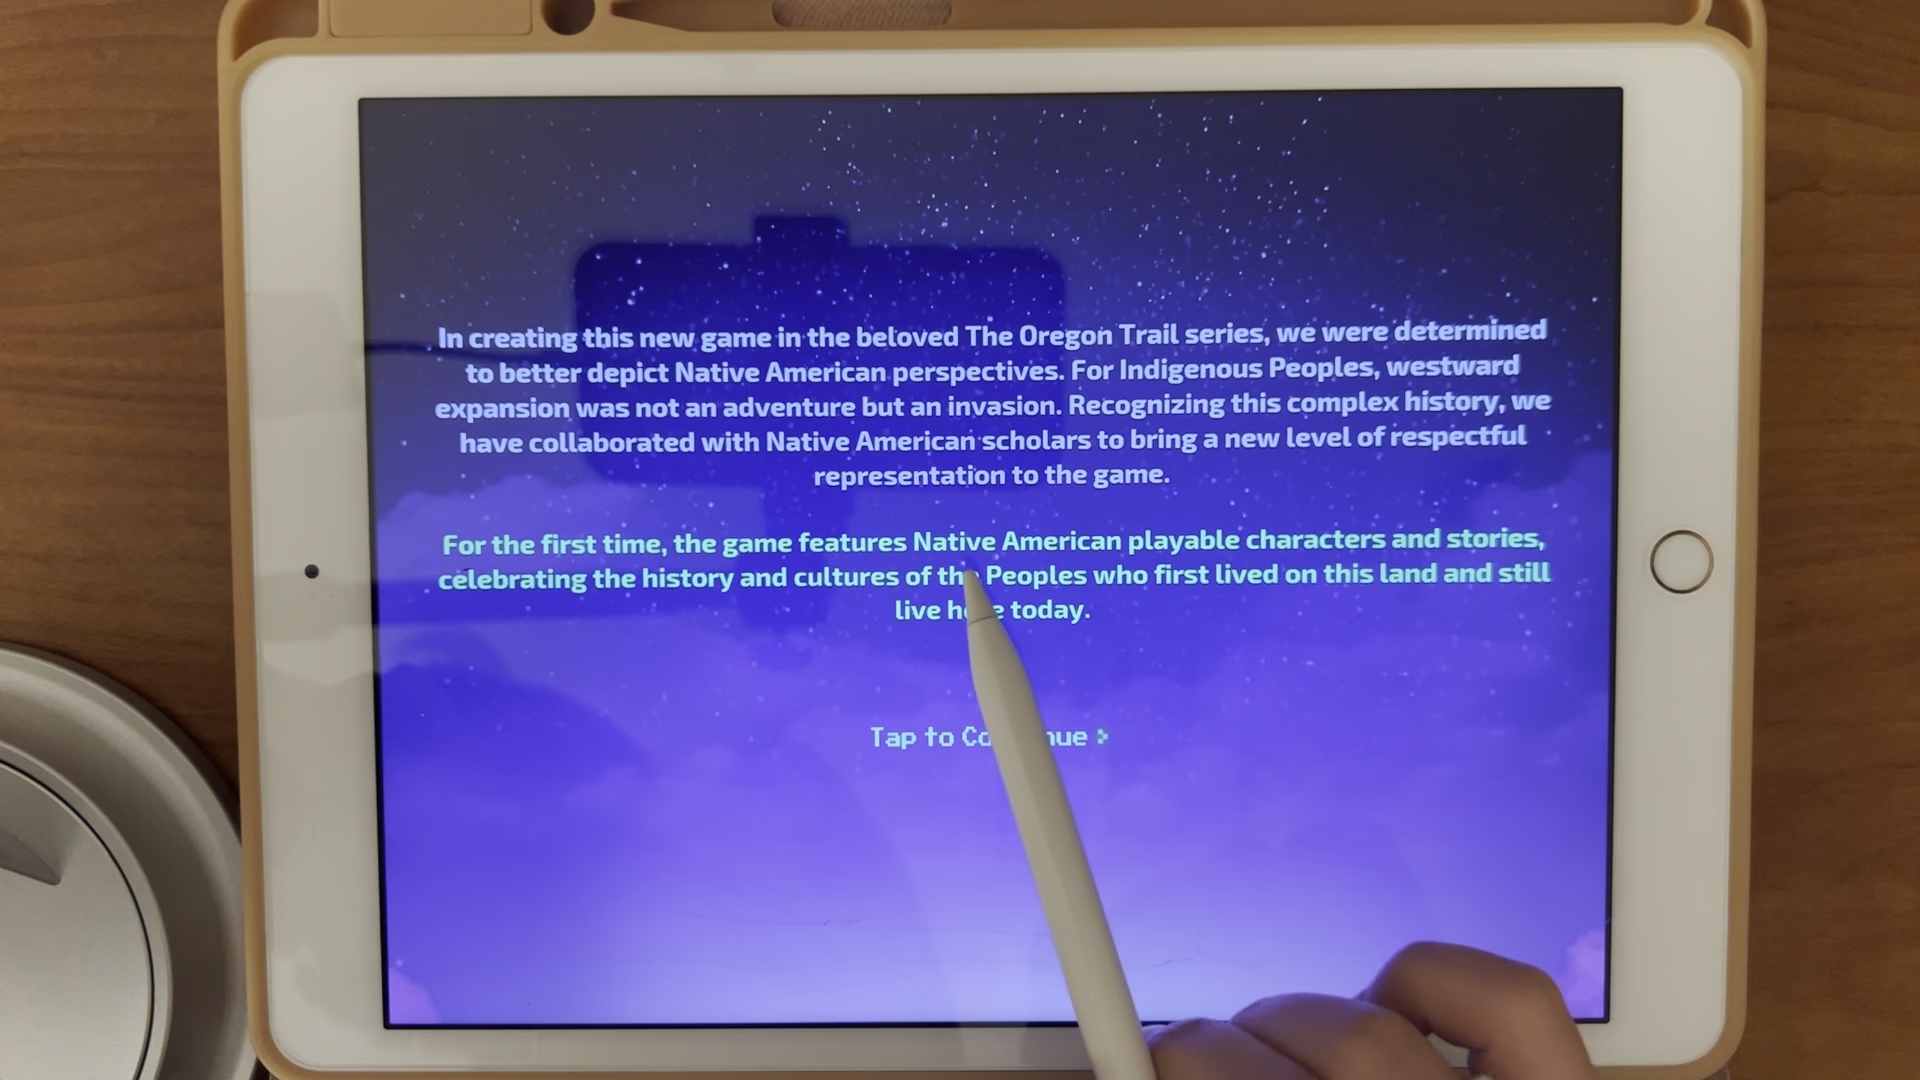 In creating this new game in the beloved The Oregon Trail series, we were determined
to better depict Native American perspectives. For Indigenous Peoples, westward
expansion was not an adventure but an invasion. Recognizing this complex history, we
have collaborated with Native American scholars to bring a new level of respectful
representation to the game.
For the first time, the game features Native American playable characters and stories,
celebrating the history and cultures of the Peoples who first lived on this land and still
live here today.
Tap to Continue >